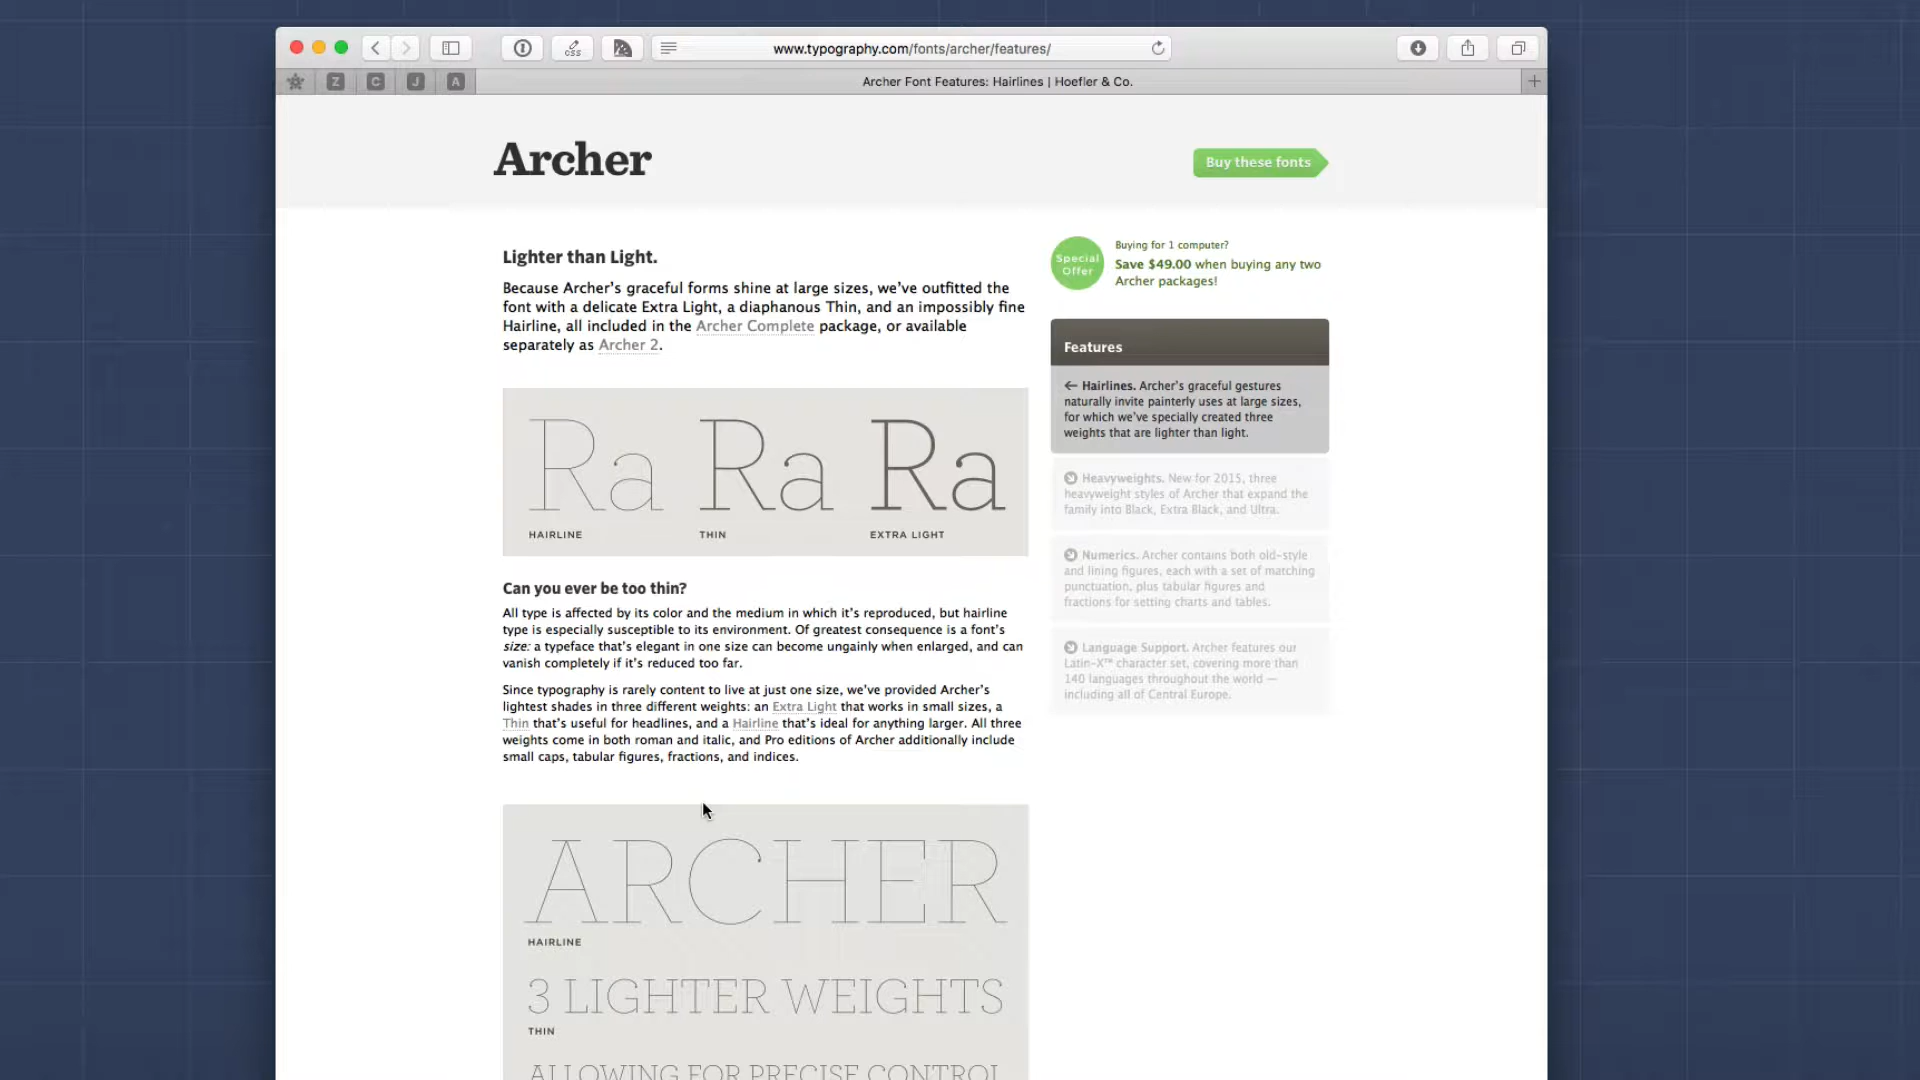 css
www.typography.com/fonts/archer/features/
Z
C
J
A
Archer Font Features: Hairlines | Hoefler & Co.
Archer
Buy these fonts
Lighter than Light.
Because Archer’s graceful forms shine at large sizes, we’ve outfitted the
font with a delicate Extra Light, a diaphanous Thin, and an impossibly fine
Hairline, all included in the Archer Complete package, or available
separately as Archer 2.
Ra Ra Ra
HAIRLINE THIN EXTRA LIGHT
Can you ever be too thin?
All type is affected by its color and the medium in which it’s reproduced, but hairline
type is especially susceptible to its environment. Of greatest consequence is a font’s
size: a typeface that’s elegant in one size can become ungainly when enlarged, and can
vanish completely if it’s reduced too far.
Since typography is rarely content to live at just one size, we’ve provided Archer’s
lightest shades in three different weights: an Extra Light that works in small sizes, a
Thin that’s useful for headlines, and a Hairline that’s ideal for anything larger. All three
weights come in both roman and italic, and Pro editions of Archer additionally include
small caps, tabular figures, fractions, and indices.
ARCHER
HAIRLINE
3 LIGHTER WEIGHTS
THIN
ALLOWING FOR PRECISE CONTROL
Special
Offer
Buying for 1 computer?
Save $49.00 when buying any two
Archer packages!
Features
← Hairlines. Archer’s graceful gestures
naturally invite painterly uses at large sizes,
for which we’ve specially created three
weights that are lighter than light.
Heavyweights. New for 2015, three
heavyweight styles of Archer that expand the
family into Black, Extra Black, and Ultra.
Numerics. Archer contains both old-style
and lining figures, each with a set of matching
punctuation, plus tabular figures and
fractions for setting charts and tables.
Language Support. Archer features our
Latin-X™ character set, covering more than
140 languages throughout the world —
including all of Central Europe.